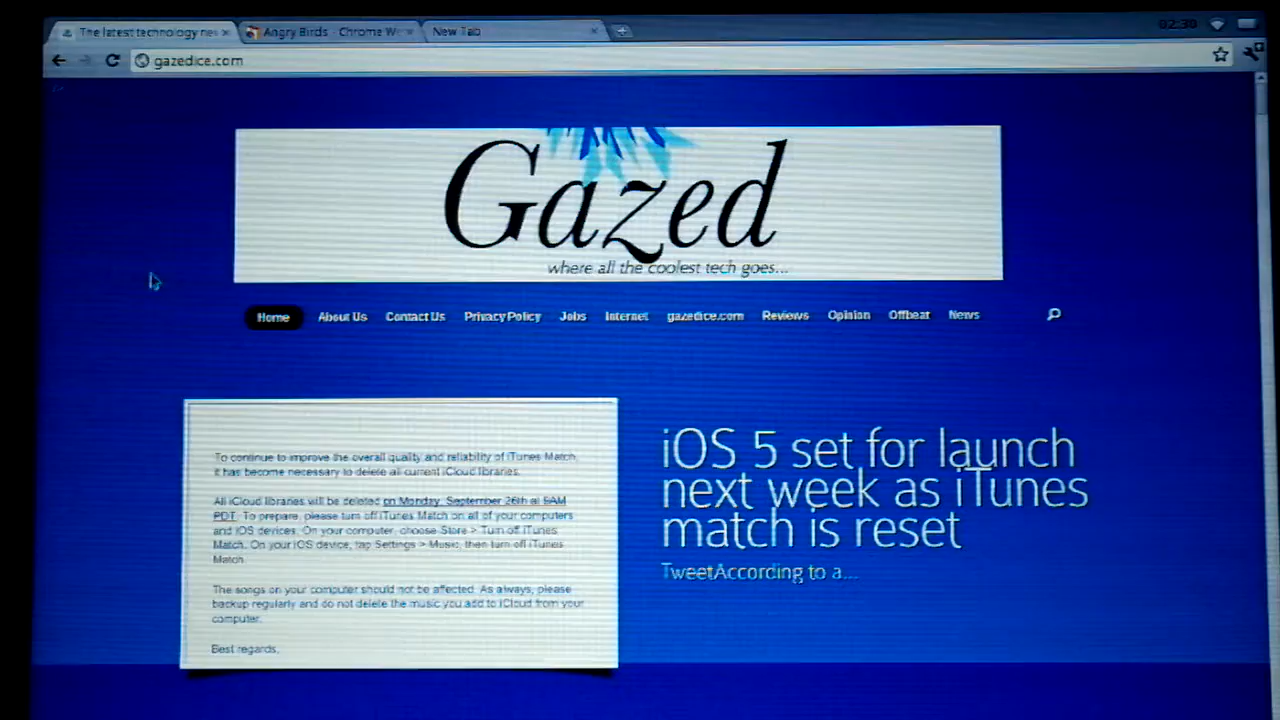 The latest technology ne
Angry Birds - Chrome W
New Tab
02:30
gazedice.com
Gazed
where all the coolest tech goes...
Home About Us Contact Us Privacy Policy Jobs Internet gazedice.com Reviews Opinion Offbeat News
To continue to improve the overall quality and reliability of iTunes Match,
it has become necessary to delete all current iCloud libraries.
All iCloud libraries will be deleted on Monday, September 26th at 9AM
PDT. To prepare, please turn off iTunes Match on all of your computers
and iOS devices. On your computer, choose Store > Turn off iTunes
Match. On your iOS device, tap Settings > Music, then turn off iTunes
Match.
The songs on your computer should not be affected. As always, please
backup regularly and do not delete the music you add to iCloud from your
computer.
Best regards,
iOS 5 set for launch
next week as iTunes
match is reset
TweetAccording to a...